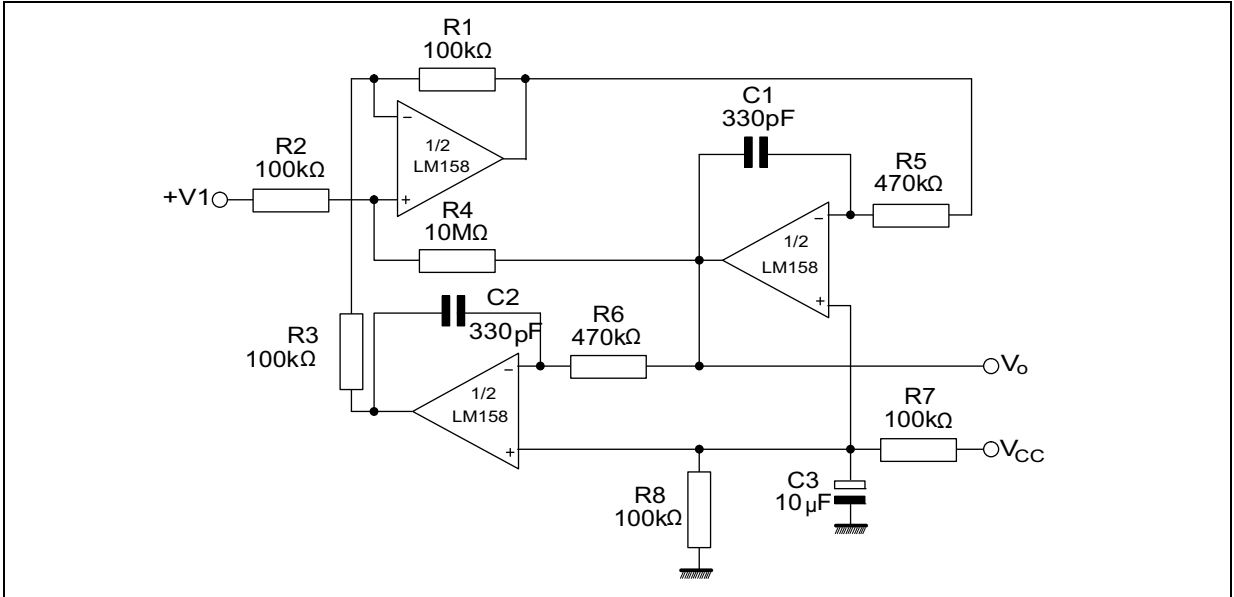 R1
100kΩ
C1
330pF
1/2
LM158
R2
100kΩ
R5
470kΩ
+V1
R4
10MΩ
1/2
LM158
C2
330pF
R6
470kΩ
R3
100kΩ
Vo
1/2
LM158
R7
100kΩ
VCC
R8
100kΩ
C3
10µF